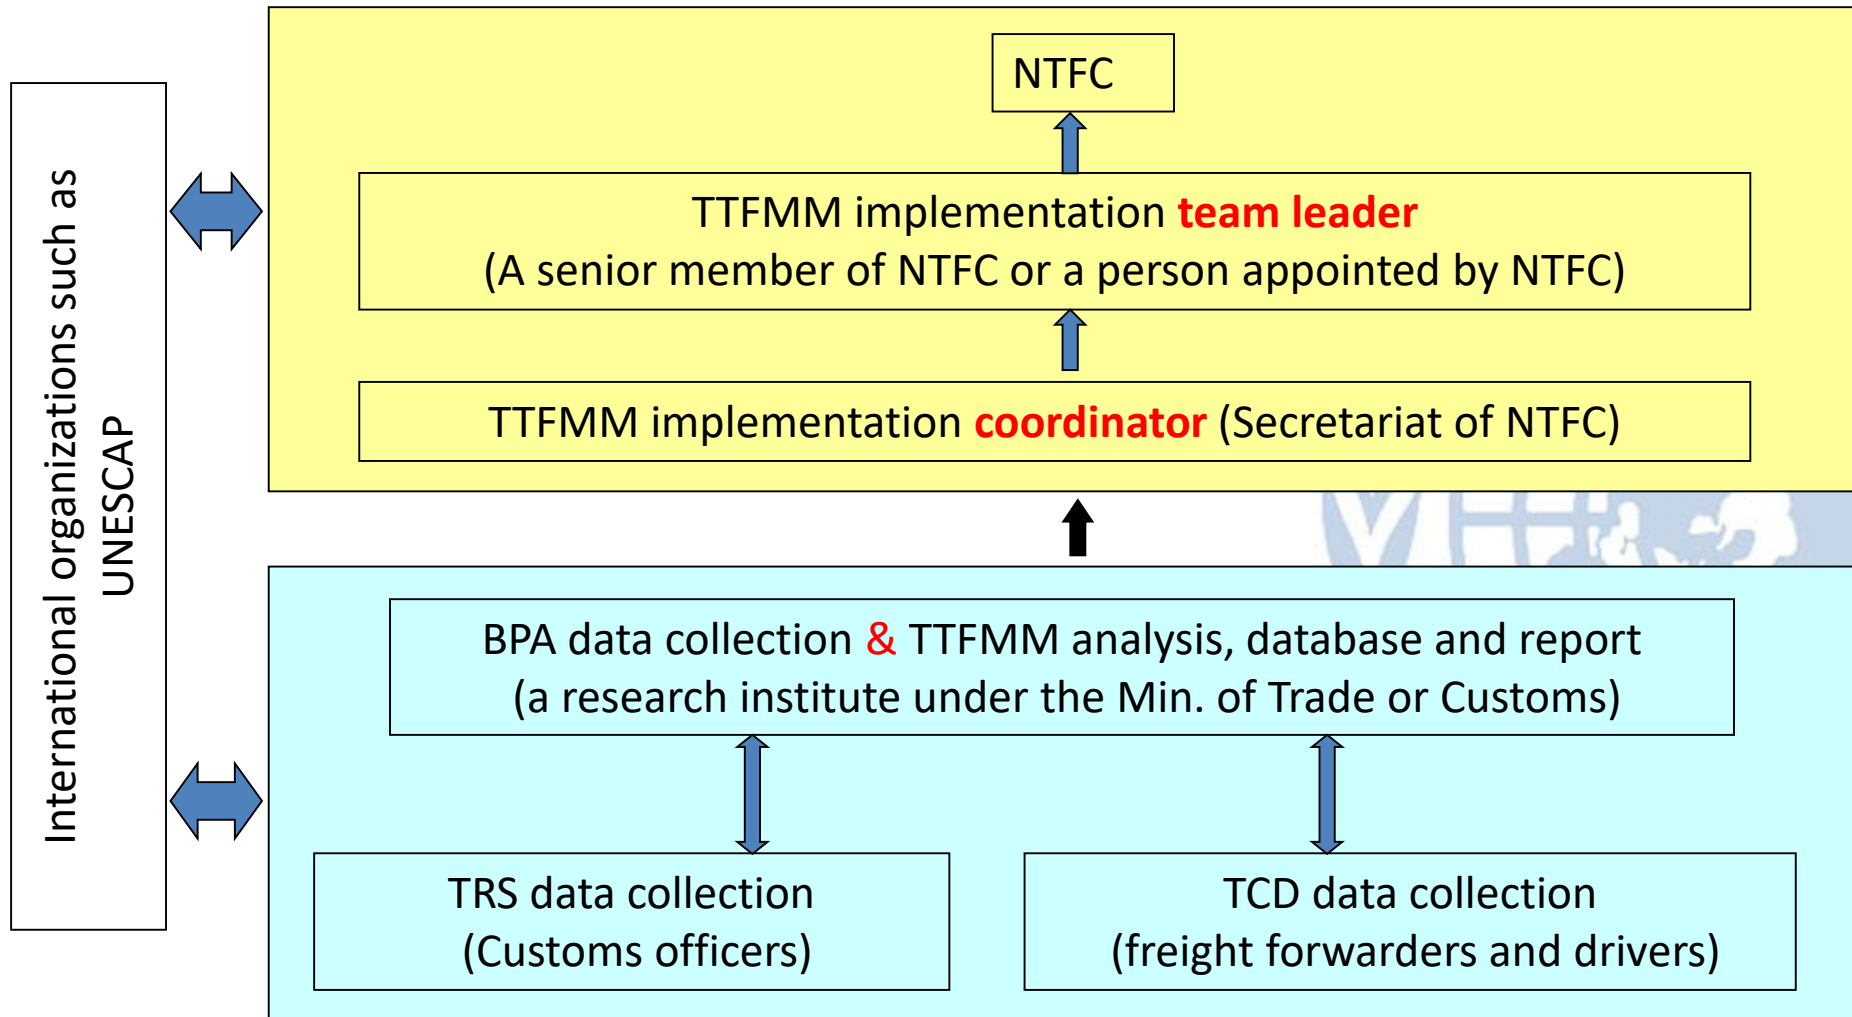 International organizations such as
UNESCAP
NTFC
TTFMM implementation team leader
(A senior member of NTFC or a person appointed by NTFC)
TTFMM implementation coordinator (Secretariat of NTFC)
BPA data collection & TTFMM analysis, database and report
(a research institute under the Min. of Trade or Customs)
TRS data collection
(Customs officers)
TCD data collection
(freight forwarders and drivers)